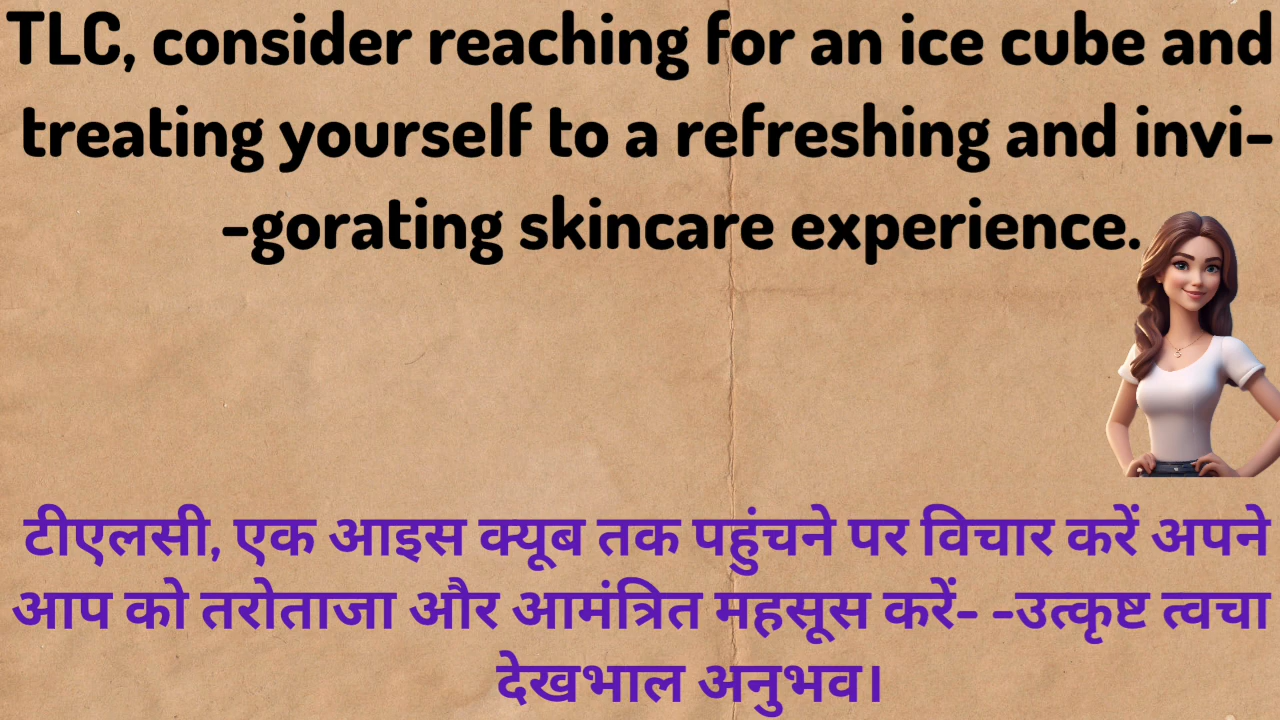 TLC, consider reaching for an ice cube and
treating yourself to a refreshing and invi-
-gorating skincare experience.
टीएलसी, एक आइस क्यूब तक पहुंचने पर विचार करें अपने
आप को तरोताजा और आमंत्रित महसूस करें- -उत्कृष्ट त्वचा
देखभाल अनुभव।